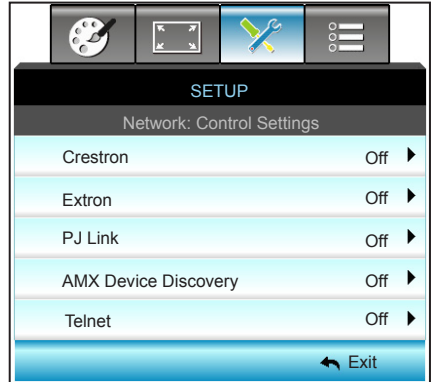 SETUP
Network: Control Settings
Crestron Off
Extron Off
PJ Link Off
AMX Device Discovery Off
Telnet Off
Exit